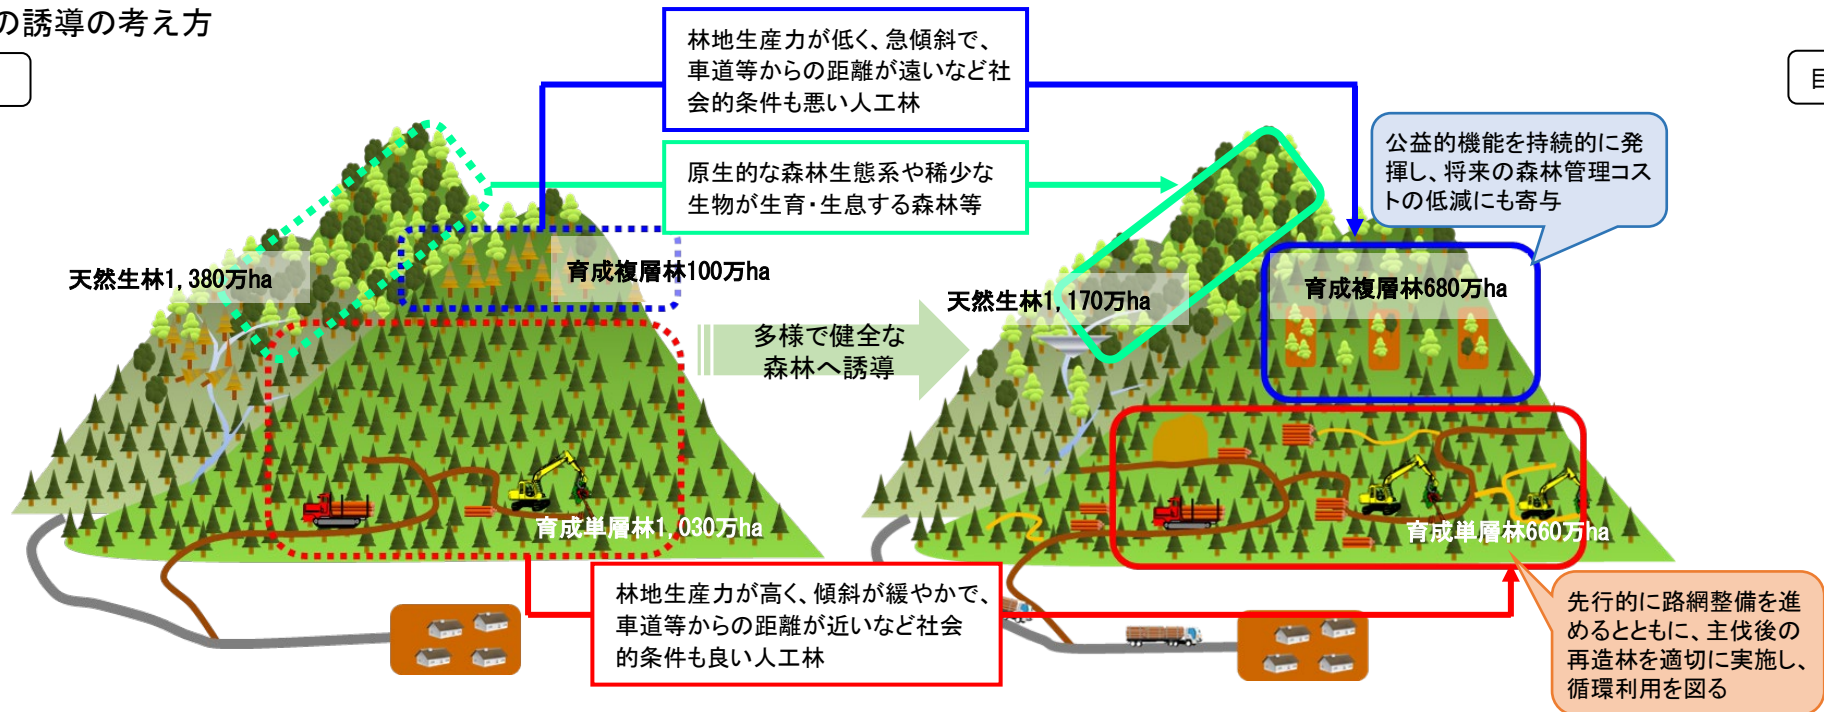 の誘導の考え方
林地生産力が低く、急傾斜で、
車道等からの距離が遠いなど社
会的条件も悪い人工林
原生的な森林生態系や稀少な
生物が生育・生息する森林等
公益的機能を持続的に発
揮し、将来の森林管理コス
トの低減にも寄与
天然生林1,380万ha
育成複層林100万ha
育成単層林1,030万ha
多様で健全な
森林へ誘導
天然生林1,170万ha
育成複層林680万ha
育成単層林660万ha
林地生産力が高く、傾斜が緩やかで、
車道等からの距離が近いなど社会
的条件も良い人工林
先行的に路網整備を進
めるとともに、主伐後の
再造林を適切に実施し、
循環利用を図る